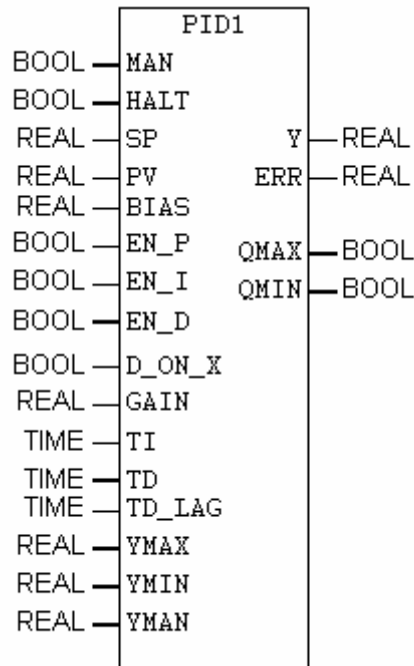 PID1
BOOL MAN
BOOL HALT
REAL SP Y REAL
REAL PV ERR REAL
REAL BIAS
BOOL EN_P QMAX BOOL
BOOL EN_I QMIN BOOL
BOOL EN_D
BOOL D_ON_X
REAL GAIN
TIME TI
TIME TD
TIME TD_LAG
REAL YMAX
REAL YMIN
REAL YMAN